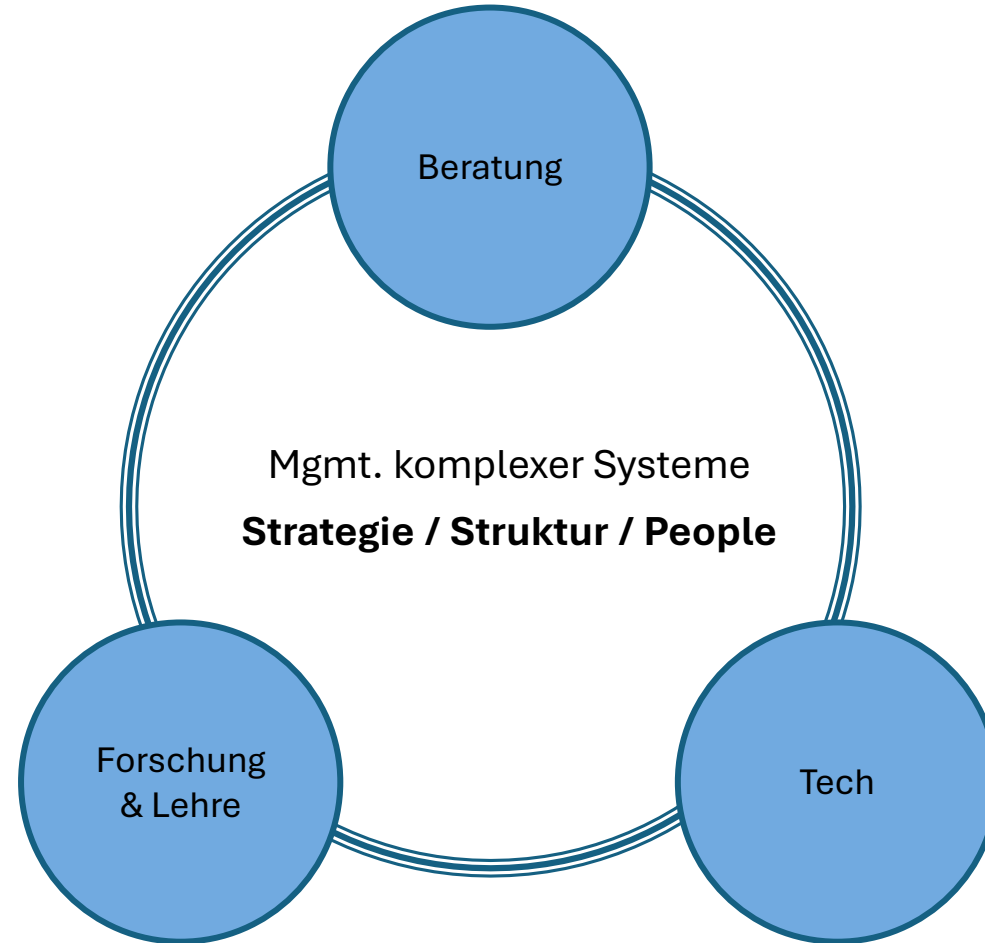 Beratung
Mgmt. komplexer Systeme
Strategie / Struktur / People
Forschung
& Lehre
Tech